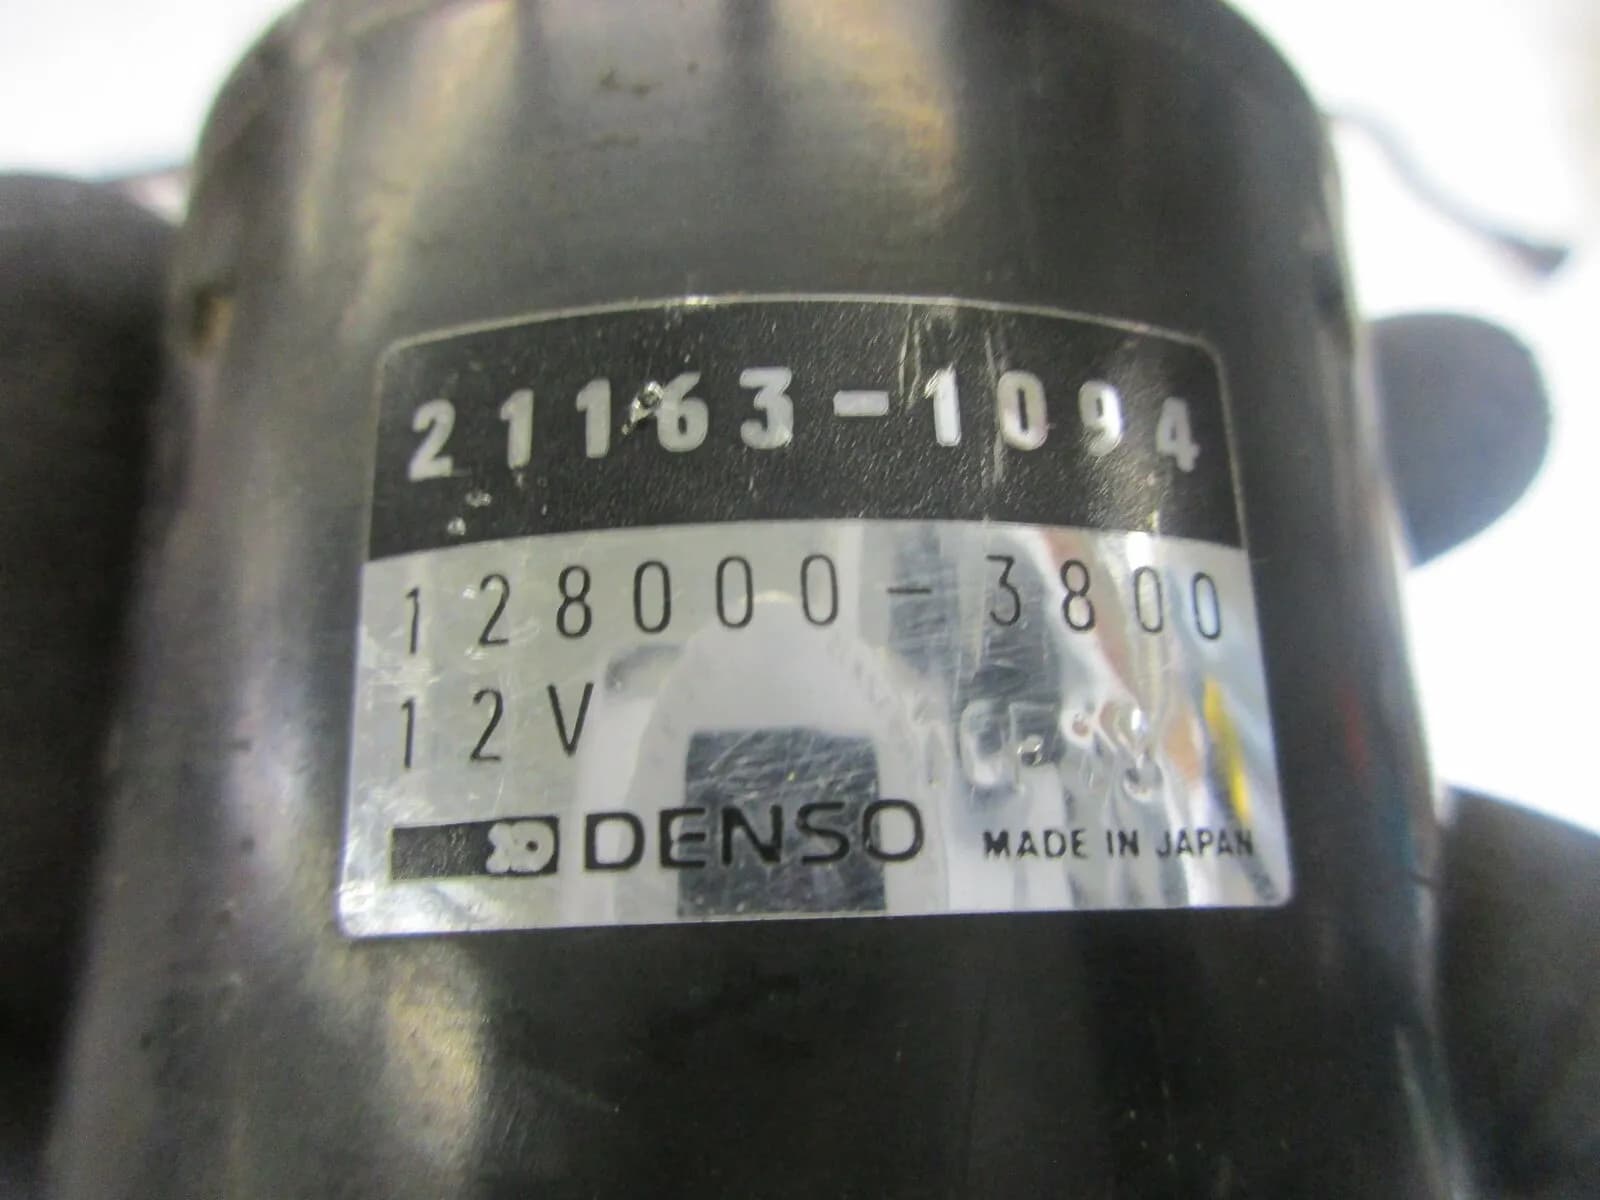 21163-1094
128000-3800
12V
DENSO MADE IN JAPAN